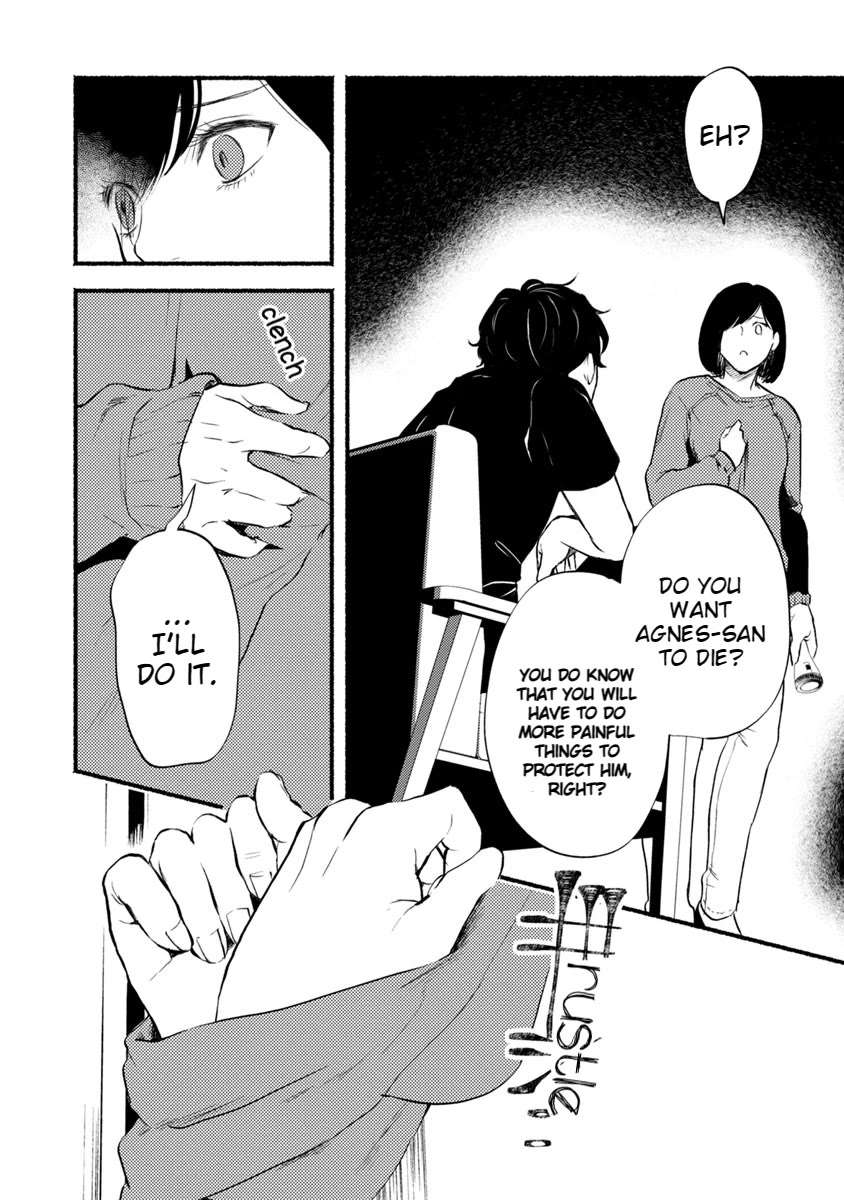 EH?
DO YOU
WANT
AGNES-SAN
TO DIE?
YOU DO KNOW
THAT YOU WILL
HAVE TO DO
MORE PAINFUL
THINGS TO
PROTECT HIM,
RIGHT?
clench
...
I'LL
DO IT.
rustle